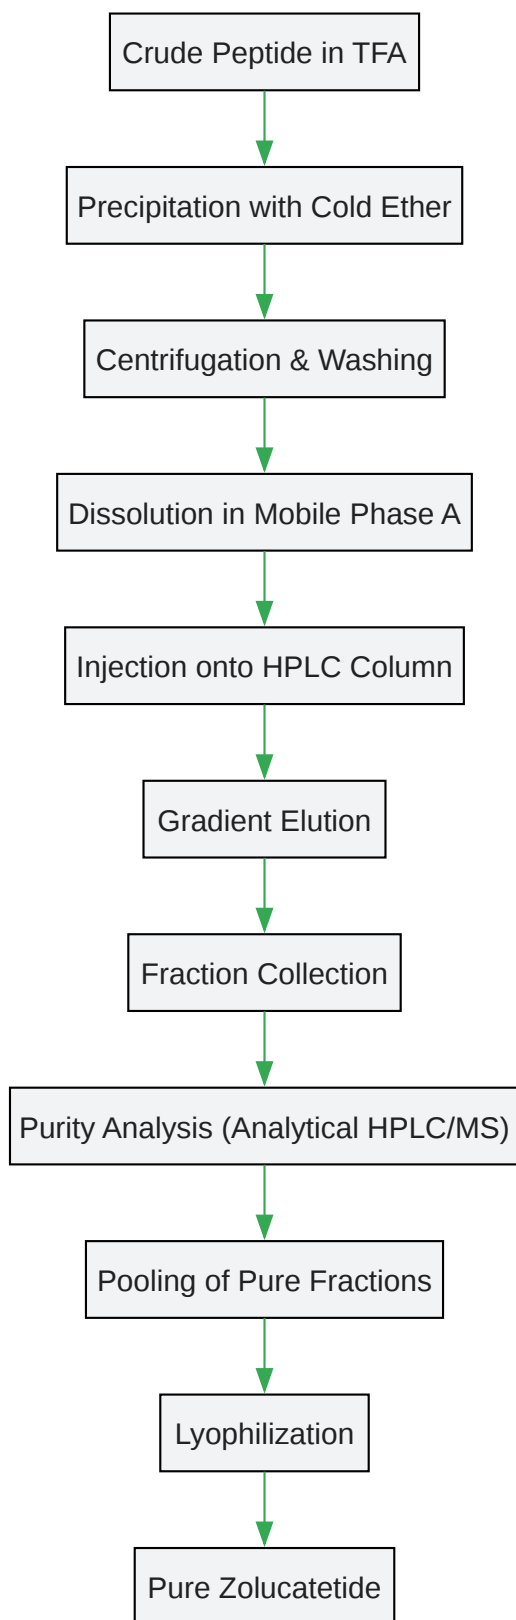 Crude Peptide in TFA
Precipitation with Cold Ether
Centrifugation & Washing
Dissolution in Mobile Phase A
Injection onto HPLC Column
Gradient Elution
Fraction Collection
Purity Analysis (Analytical HPLC/MS)
Pooling of Pure Fractions
Lyophilization
Pure Zolucatetide